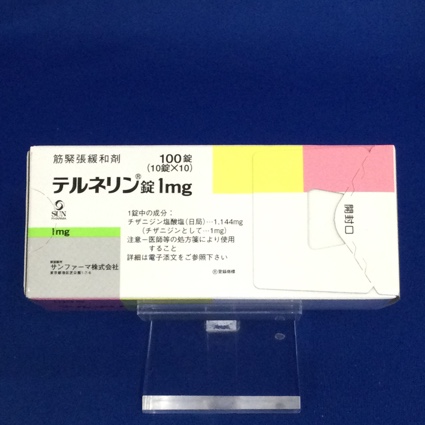 筋緊張緩和剤
100錠
(10錠×10)
テルネリン®錠1mg
SUN
1mg
1錠中の成分：
チザニジン塩酸塩(日局)…1.144mg
(チザニジンとして…1mg)
注意－医師等の処方箋により使用
すること
詳細は電子添文をご参照下さい
サンファーマ株式会社
開封口